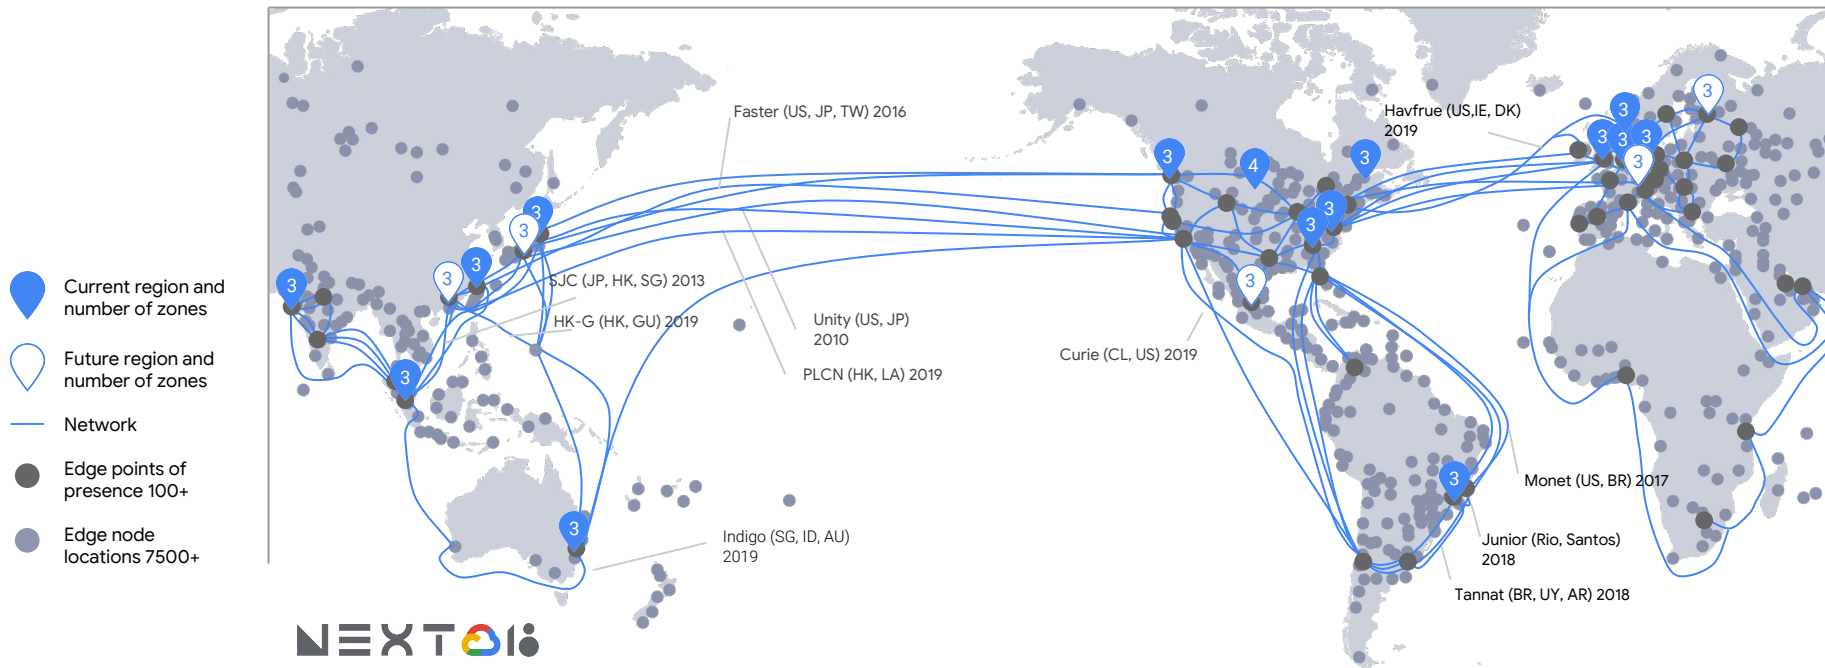 Current region and
number of zones
Future region and
number of zones
Network
Edge points of
presence 100+
Edge node
locations 7500+
Faster (US, JP, TW) 2016
Havfrue (US,IE, DK)
2019
SJC (JP, HK, SG) 2013
HK-G (HK, GU) 2019
Unity (US, JP)
2010
PLCN (HK, LA) 2019
Curie (CL, US) 2019
Monet (US, BR) 2017
Junior (Rio, Santos)
2018
Tannat (BR, UY, AR) 2018
Indigo (SG, ID, AU)
2019
3
3
3
3
3
3
3
3
4
3
3
3
3
3
3
3
3
3
3
3
NEXT 18